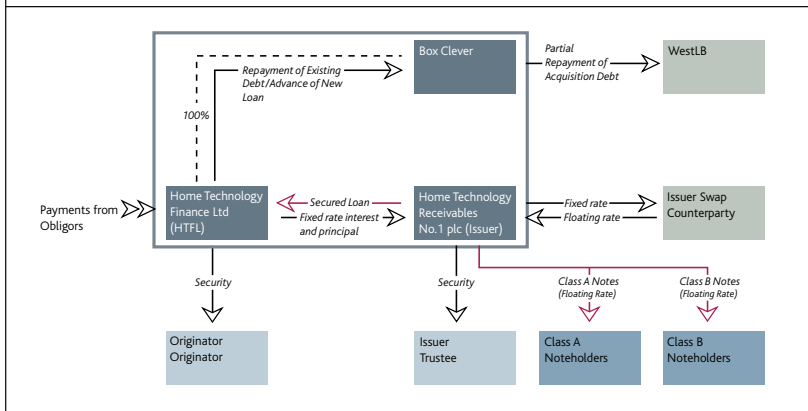 Box Clever
Partial
Repayment of
Acquisition Debt
WestLB
Repayment of Existing
Debt/Advance of New
Loan
100%
Payments from
Obligors
Home Technology
Finance Ltd
(HTFL)
Secured Loan
Fixed rate interest
and principal
Home Technology
Receivables
No.1 plc (Issuer)
Fixed rate
Floating rate
Issuer Swap
Counterparty
Security
Security
Class A Notes
(Floating Rate)
Class B Notes
(Floating Rate)
Originator
Originator
Issuer
Trustee
Class A
Noteholders
Class B
Noteholders